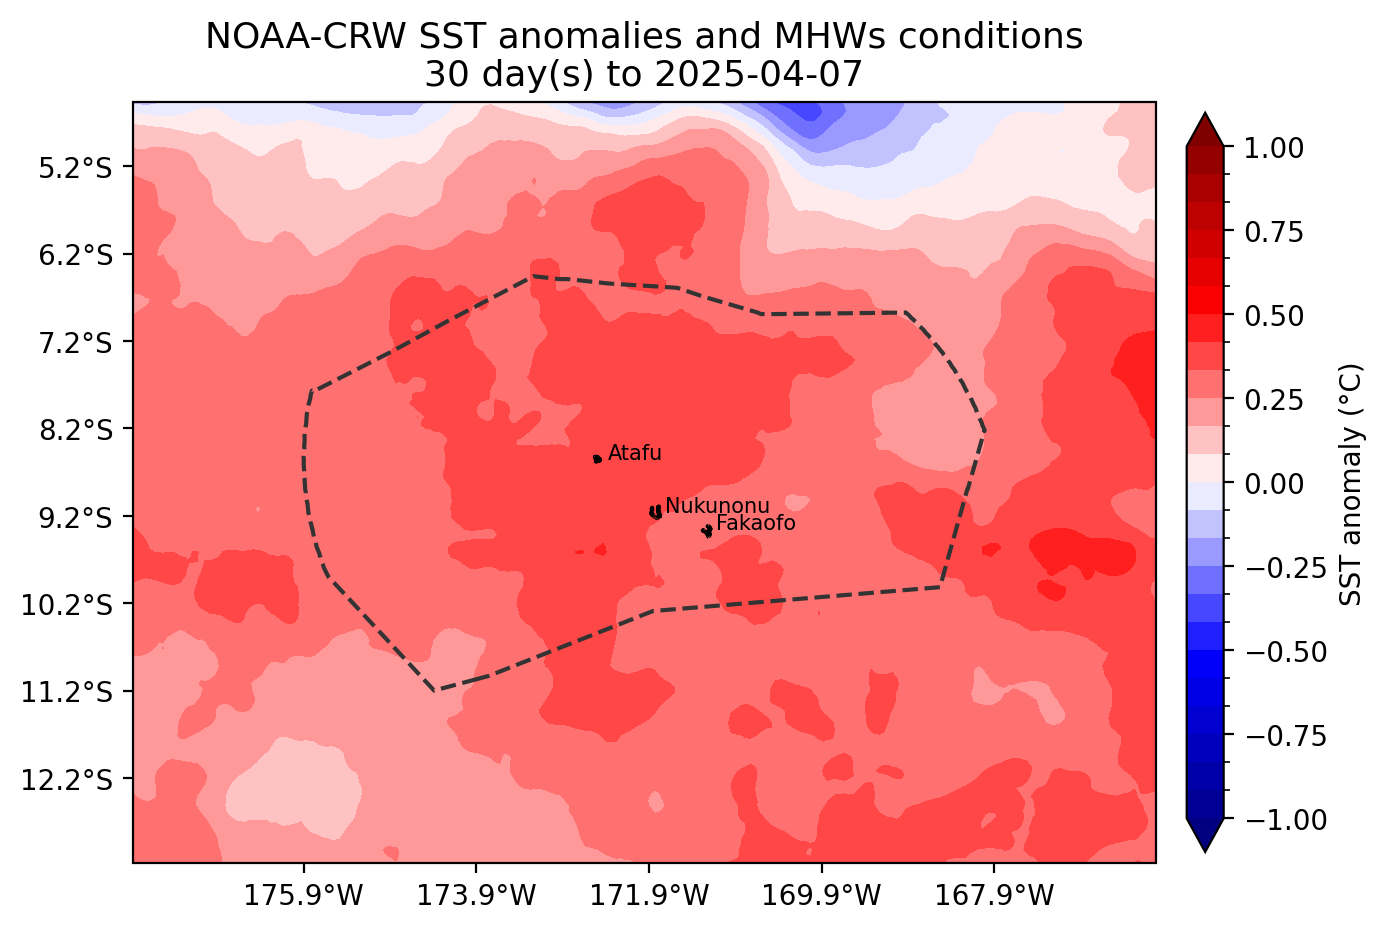 NOAA-CRW SST anomalies and MHWs conditions
30 day(s) to 2025-04-07
5.2°S
6.2°S
7.2°S
8.2°S
9.2°S
10.2°S
11.2°S
12.2°S
Atafu
Nukunonu
Fakaofo
175.9°W
173.9°W
171.9°W
169.9°W
167.9°W
1.00
0.75
0.50
0.25
0.00
−0.25
−0.50
−0.75
−1.00
SST anomaly (°C)